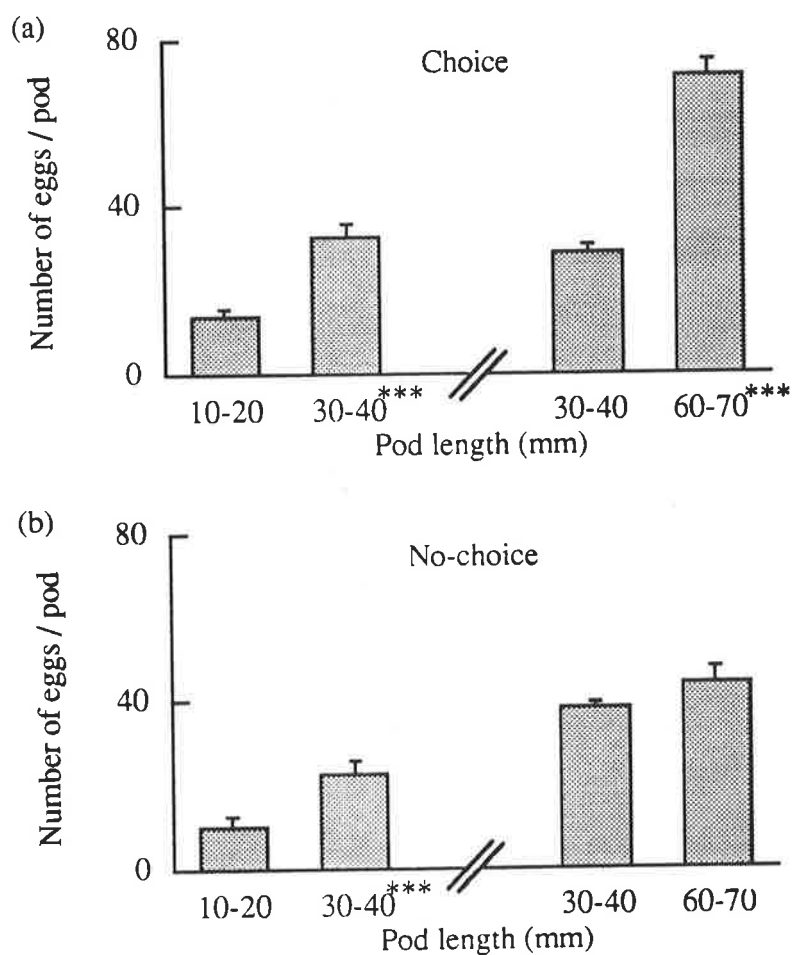 (a)
80
Choice
Number of eggs / pod
40
0
10-20 30-40*** 30-40 60-70***
Pod length (mm)
(b)
80
No-choice
Number of eggs / pod
40
0
10-20 30-40*** 30-40 60-70
Pod length (mm)